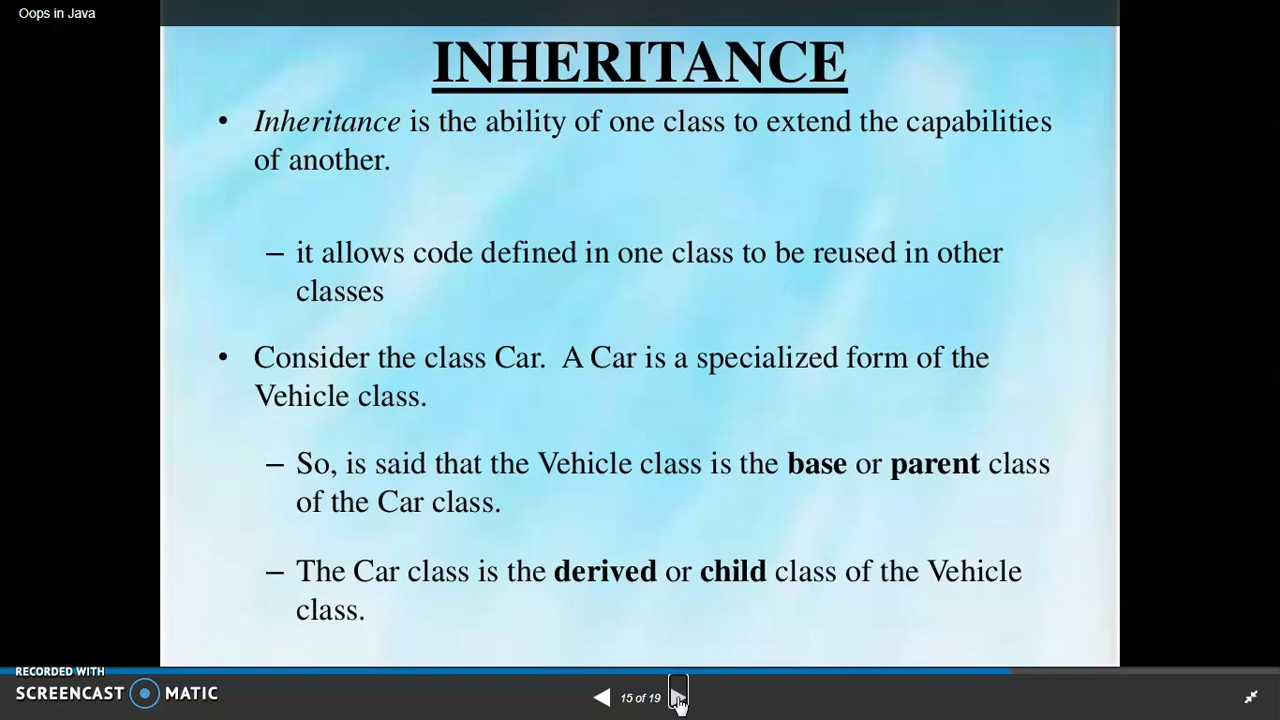 Oops in Java
INHERITANCE
• Inheritance is the ability of one class to extend the capabilities
of another.
– it allows code defined in one class to be reused in other
classes
• Consider the class Car.  A Car is a specialized form of the
Vehicle class.
– So, is said that the Vehicle class is the base or parent class
of the Car class.
– The Car class is the derived or child class of the Vehicle
class.
RECORDED WITH
SCREENCAST MATIC
15 of 19